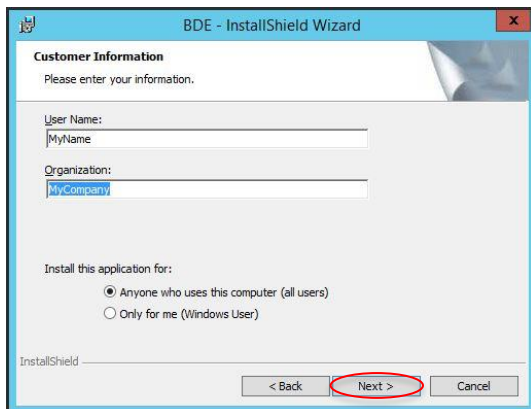 BDE - InstallShield Wizard
x
Customer Information
Please enter your information.
User Name:
MyName
Organization:
MyCompany
Install this application for:
Anyone who uses this computer (all users)
Only for me (Windows User)
InstallShield
< Back Next > Cancel